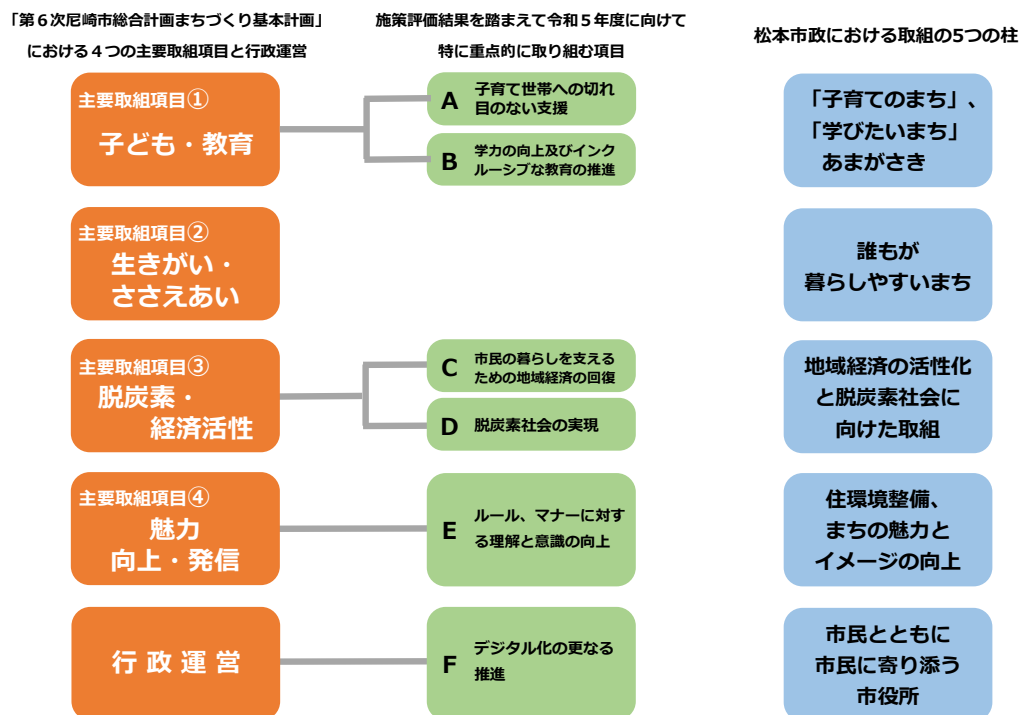 「第６次尼崎市総合計画まちづくり基本計画」
における４つの主要取組項目と行政運営
施策評価結果を踏まえて令和５年度に向けて
特に重点的に取り組む項目
松本市政における取組の5つの柱
主要取組項目①
子ども・教育
A
子育て世帯への切れ
目のない支援
B
学力の向上及びインク
ルーシブな教育の推進
「子育てのまち」、
「学びたいまち」
あまがさき
主要取組項目②
生きがい・
ささえあい
誰もが
暮らしやすいまち
主要取組項目③
脱炭素・
経済活性
C
市民の暮らしを支える
ための地域経済の回復
D
脱炭素社会の実現
地域経済の活性化
と脱炭素社会に
向けた取組
主要取組項目④
魅力
向上・発信
E
ルール、マナーに対す
る理解と意識の向上
住環境整備、
まちの魅力と
イメージの向上
行 政 運 営
F
デジタル化の更なる
推進
市民とともに
市民に寄り添う
市役所